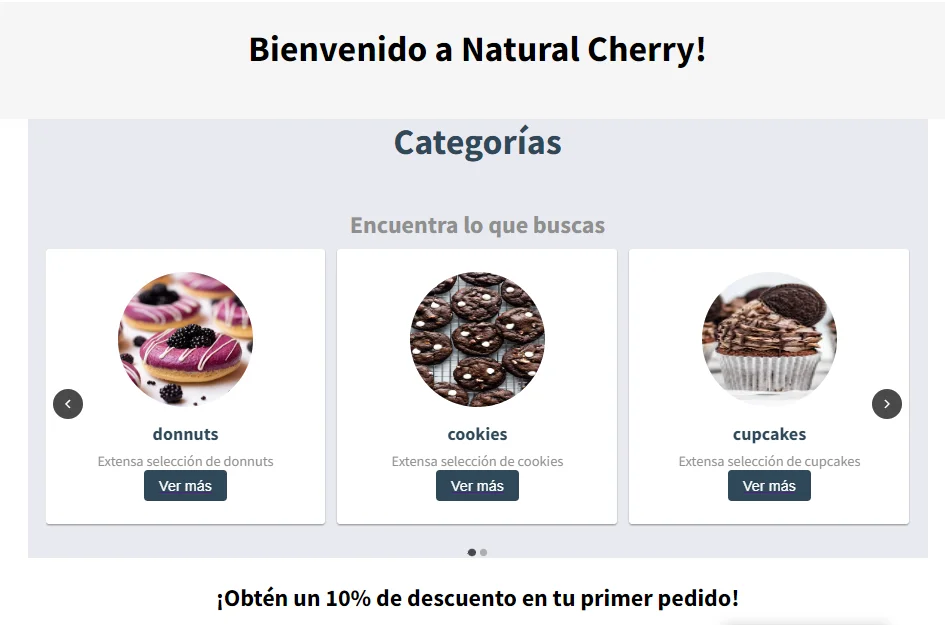 Bienvenido a Natural Cherry!
Categorías
Encuentra lo que buscas
donnuts
cookies
cupcakes
Extensa selección de donnuts
Extensa selección de cookies
Extensa selección de cupcakes
Ver más
Ver más
Ver más
¡Obtén un 10% de descuento en tu primer pedido!